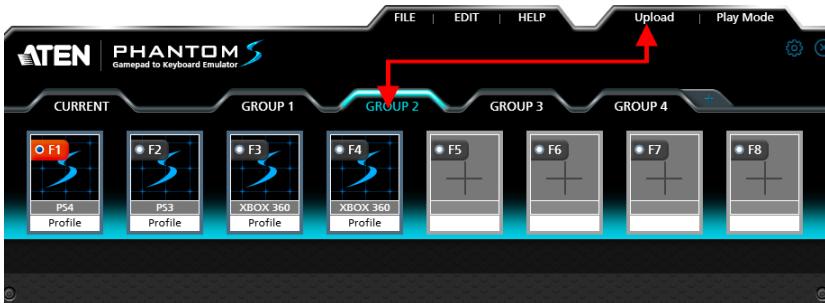 FILE | EDIT | HELP Upload | Play Mode
ATEN PHANTOM S
Gamepad to Keyboard Emulator
CURRENT GROUP 1 GROUP 2 GROUP 3 GROUP 4 +
F1 F2 F3 F4 F5 F6 F7 F8
PS4 PS3 XBOX 360 XBOX 360
Profile Profile Profile Profile